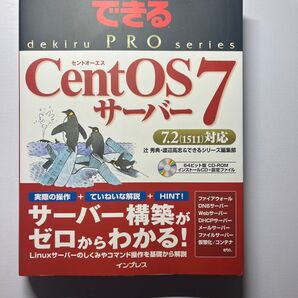 できる
dekiru PRO series
セントオーエス
CentOS 7
サーバー
7.2(1511)対応
辻 秀典・渡辺高志&できるシリーズ編集部
64ビット版 CD-ROM
インストールCD+設定ファイル
実際の操作 + ていねいな解説 + HINT!
サーバー構築が
ゼロからわかる!
Linuxサーバーのしくみやコマンド操作を基礎から解説
ファイアウォール
DNSサーバー
Webサーバー
DHCPサーバー
メールサーバー
ファイルサーバー
仮想化/コンテナ
インプレス